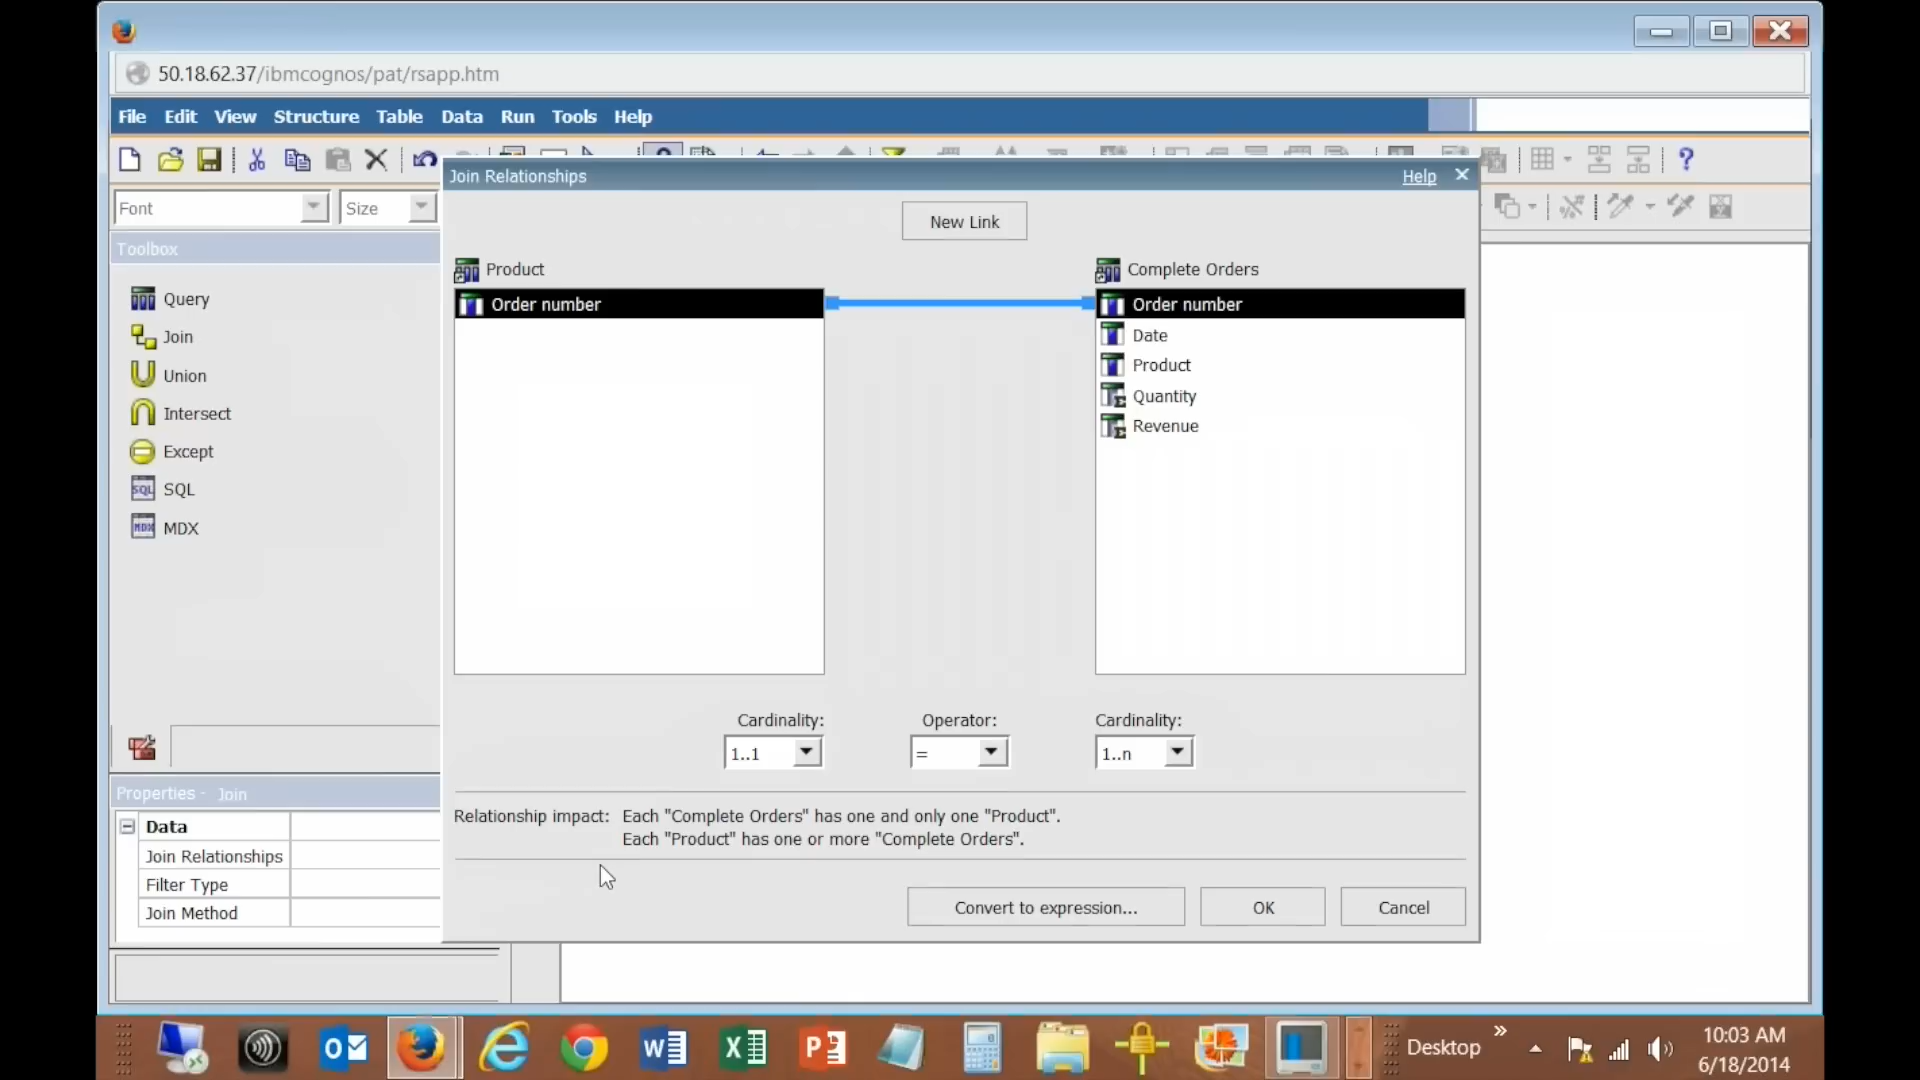 50.18.62.37/ibmcognos/pat/rsapp.htm
File Edit View Structure Table Data Run Tools Help
Join Relationships Help
Font Size
New Link
Toolbox
Product Complete Orders
Query
Order number Order number
Join
Date
Union
Product
Intersect
Quantity
Except
Revenue
SQL
MDX
Cardinality: Operator: Cardinality:
1..1 = 1..n
Properties - Join
Data
Relationship impact: Each "Complete Orders" has one and only one "Product".
Each "Product" has one or more "Complete Orders".
Join Relationships
Filter Type
Join Method
Convert to expression... OK Cancel
Desktop
10:03 AM
6/18/2014